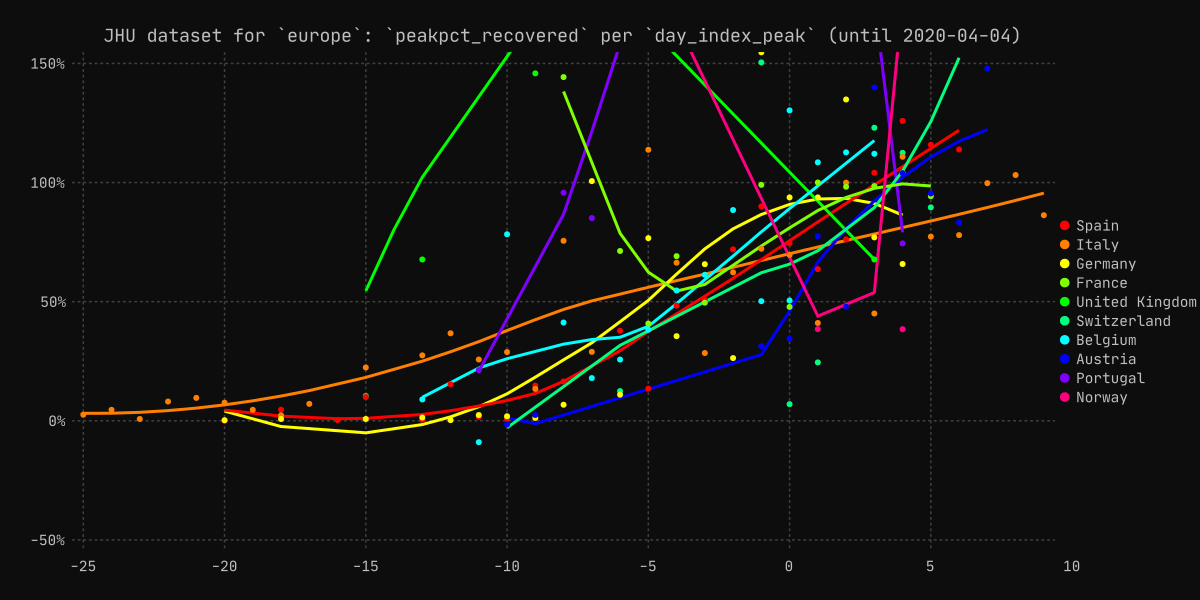 JHU dataset for `europe`: `peakpct_recovered` per `day_index_peak` (until 2020-04-04)
150%
100%
50%
0%
−50%
−25 −20 −15 −10 −5 0 5 10
Spain
Italy
Germany
France
United Kingdom
Switzerland
Belgium
Austria
Portugal
Norway